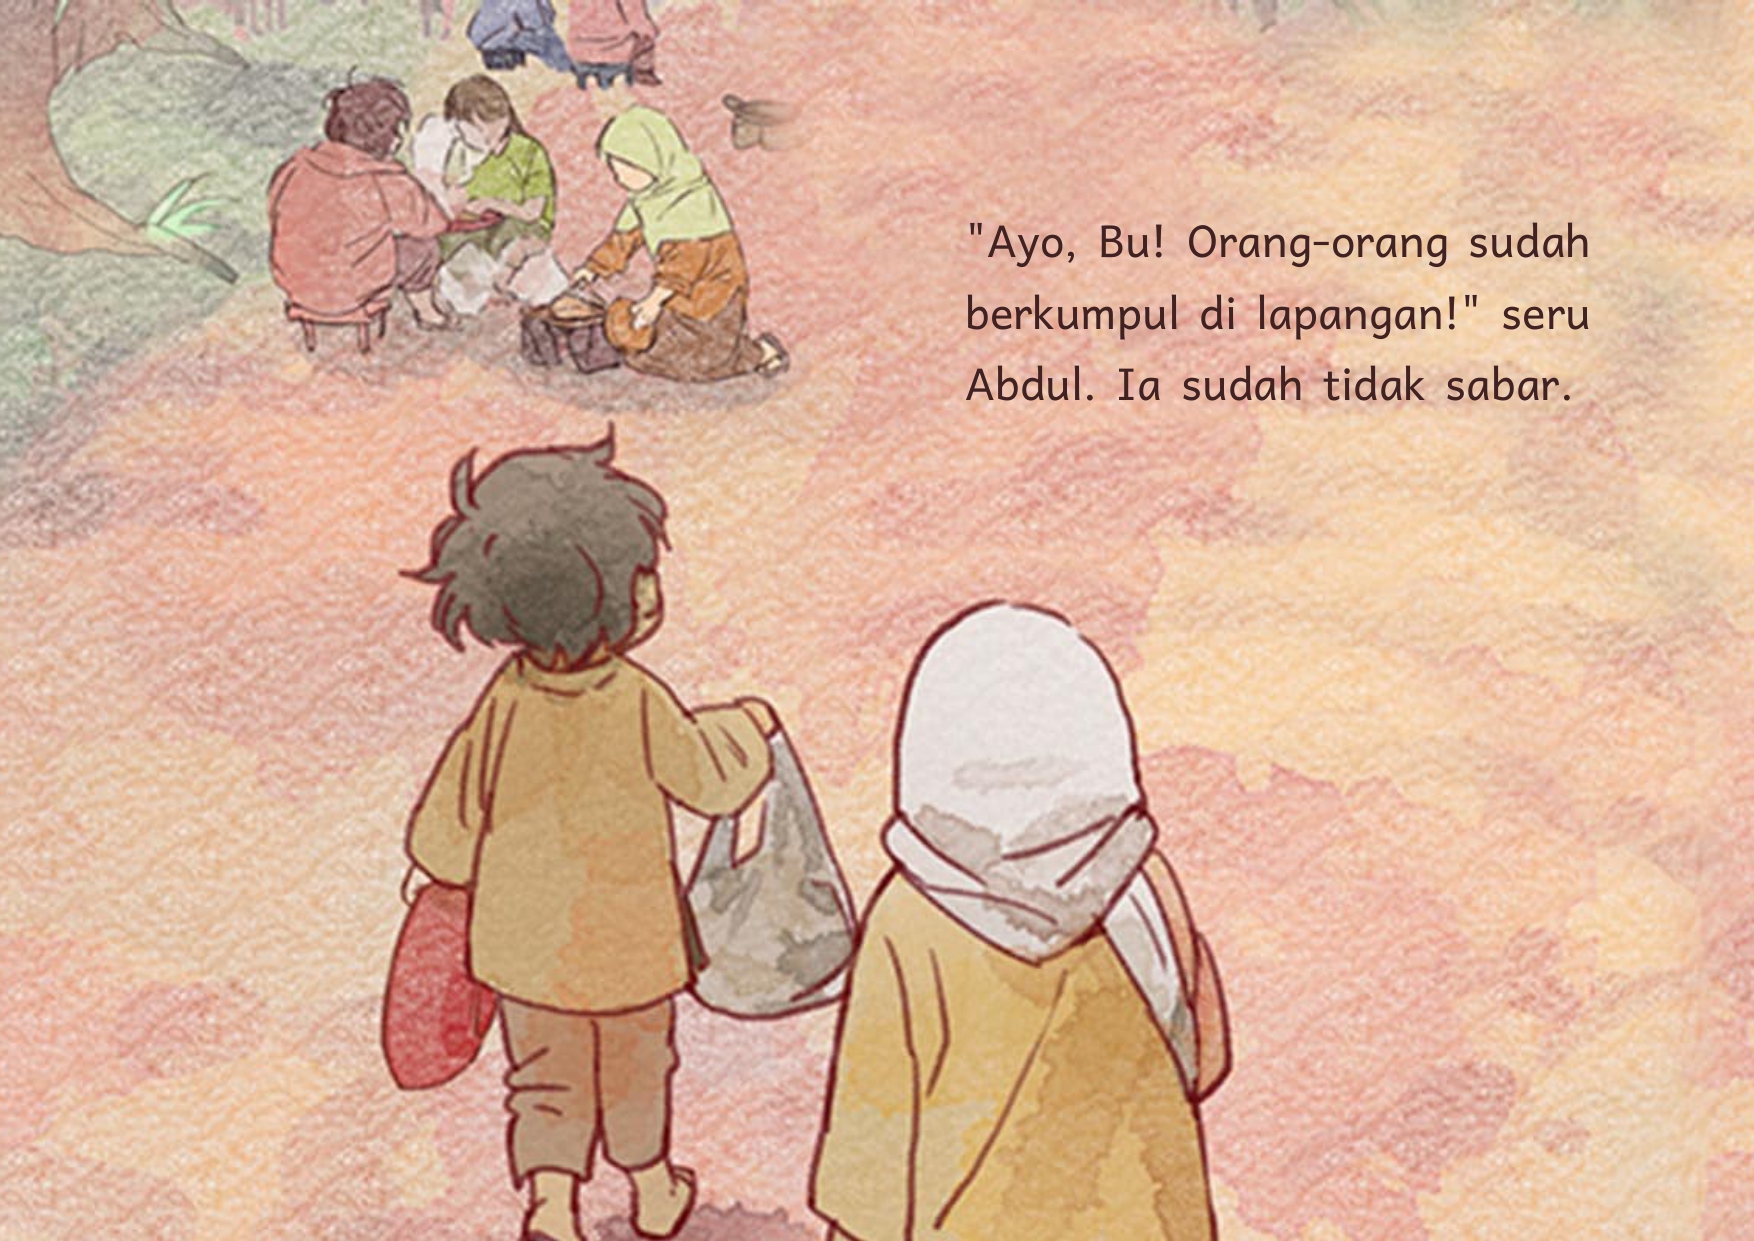 "Ayo, Bu! Orang-orang sudah
berkumpul di lapangan!" seru
Abdul. Ia sudah tidak sabar.